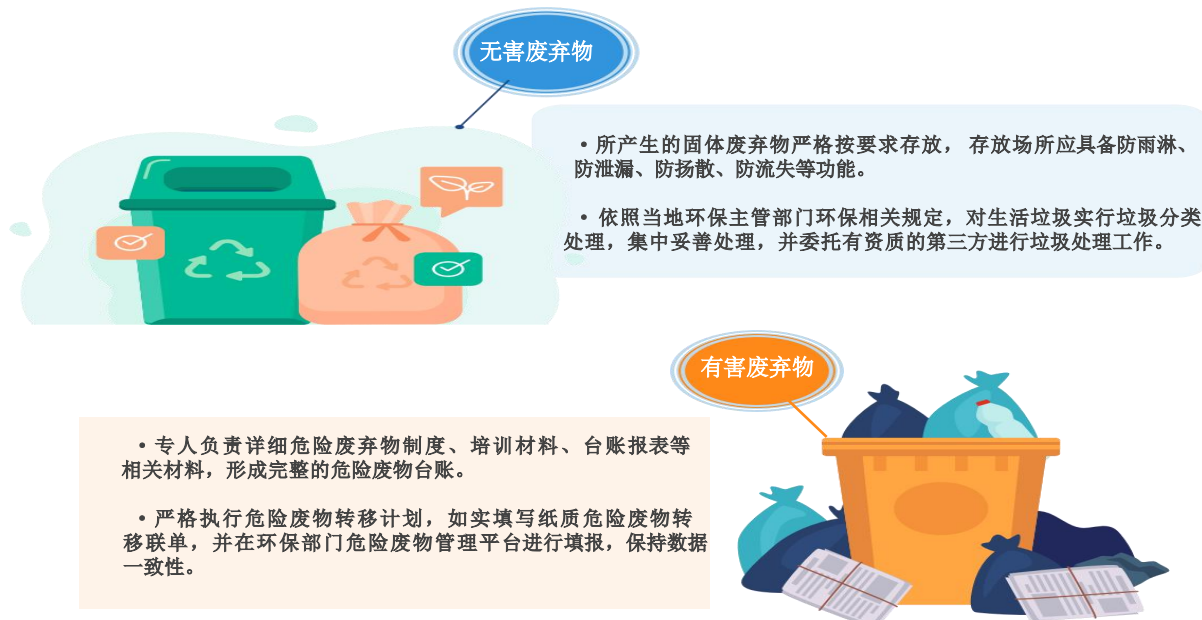 无害废弃物
• 所产生的固体废弃物严格按要求存放， 存放场所应具备防雨淋、
防泄漏、防扬散、防流失等功能。
• 依照当地环保主管部门环保相关规定，对生活垃圾实行垃圾分类
处理，集中妥善处理，并委托有资质的第三方进行垃圾处理工作。
有害废弃物
• 专人负责详细危险废弃物制度、培训材料、台账报表等
相关材料，形成完整的危险废物台账。
• 严格执行危险废物转移计划，如实填写纸质危险废物转
移联单，并在环保部门危险废物管理平台进行填报，保持数据
一致性。